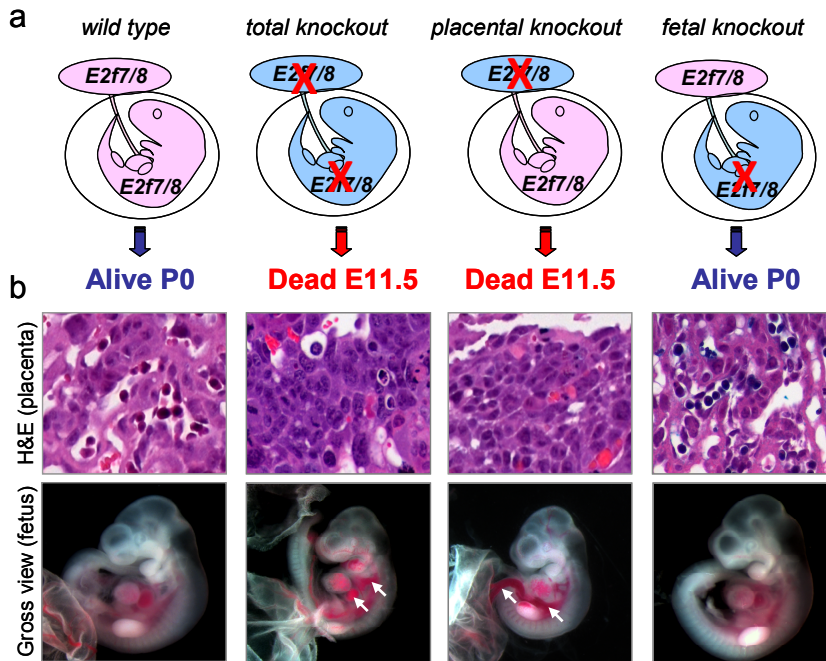 a
wild type
total knockout
placental knockout
fetal knockout
E2f7/8
E2f7/8
E2f7/8
E2f7/8
E2f7/8
E2f7/8
E2f7/8
E2f7/8
X
X
X
X
Alive P0
Dead E11.5
Dead E11.5
Alive P0
b
H&E (placenta)
Gross view (fetus)